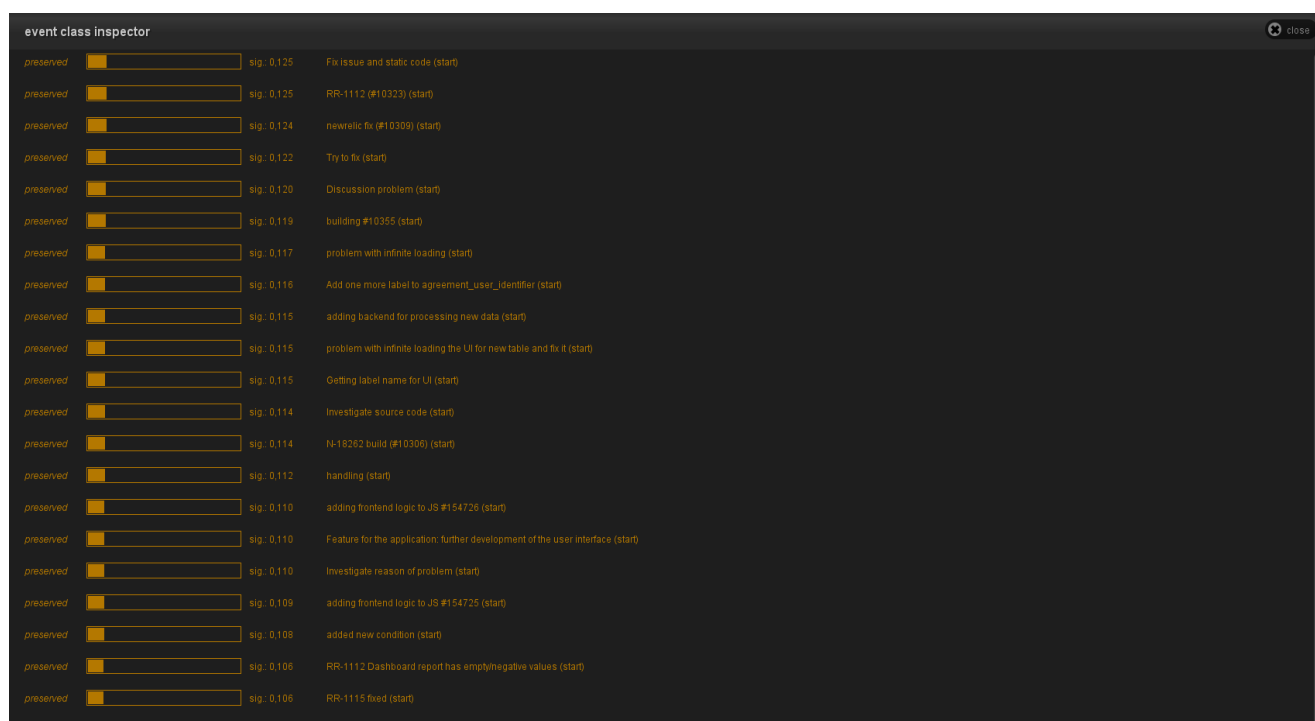 event class inspector close
preserved sig.: 0,125 Fix issue and static code (start)
preserved sig.: 0,125 RR-1112 (#10323) (start)
preserved sig.: 0,124 newrelic fix (#10309) (start)
preserved sig.: 0,122 Try to fix (start)
preserved sig.: 0,120 Discussion problem (start)
preserved sig.: 0,119 building #10355 (start)
preserved sig.: 0,117 problem with infinite loading (start)
preserved sig.: 0,116 Add one more label to agreement_user_identifier (start)
preserved sig.: 0,115 adding backend for processing new data (start)
preserved sig.: 0,115 problem with infinite loading the UI for new table and fix it (start)
preserved sig.: 0,115 Getting label name for UI (start)
preserved sig.: 0,114 Investigate source code (start)
preserved sig.: 0,114 N-18262 build (#10306) (start)
preserved sig.: 0,112 handling (start)
preserved sig.: 0,110 adding frontend logic to JS #154726 (start)
preserved sig.: 0,110 Feature for the application: further development of the user interface (start)
preserved sig.: 0,110 Investigate reason of problem (start)
preserved sig.: 0,109 adding frontend logic to JS #154725 (start)
preserved sig.: 0,108 added new condition (start)
preserved sig.: 0,106 RR-1112 Dashboard report has empty/negative values (start)
preserved sig.: 0,106 RR-1115 fixed (start)